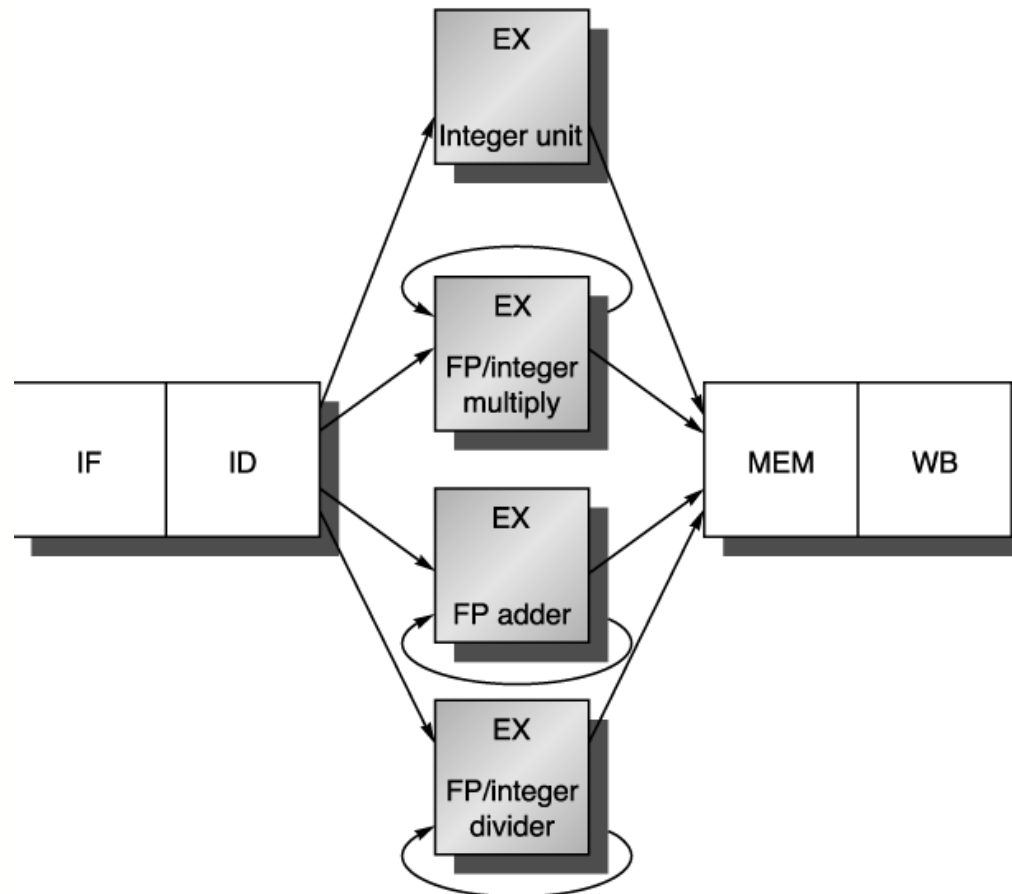 EX
Integer unit
EX
FP/integer
multiply
IF
ID
MEM
WB
EX
FP adder
EX
FP/integer
divider